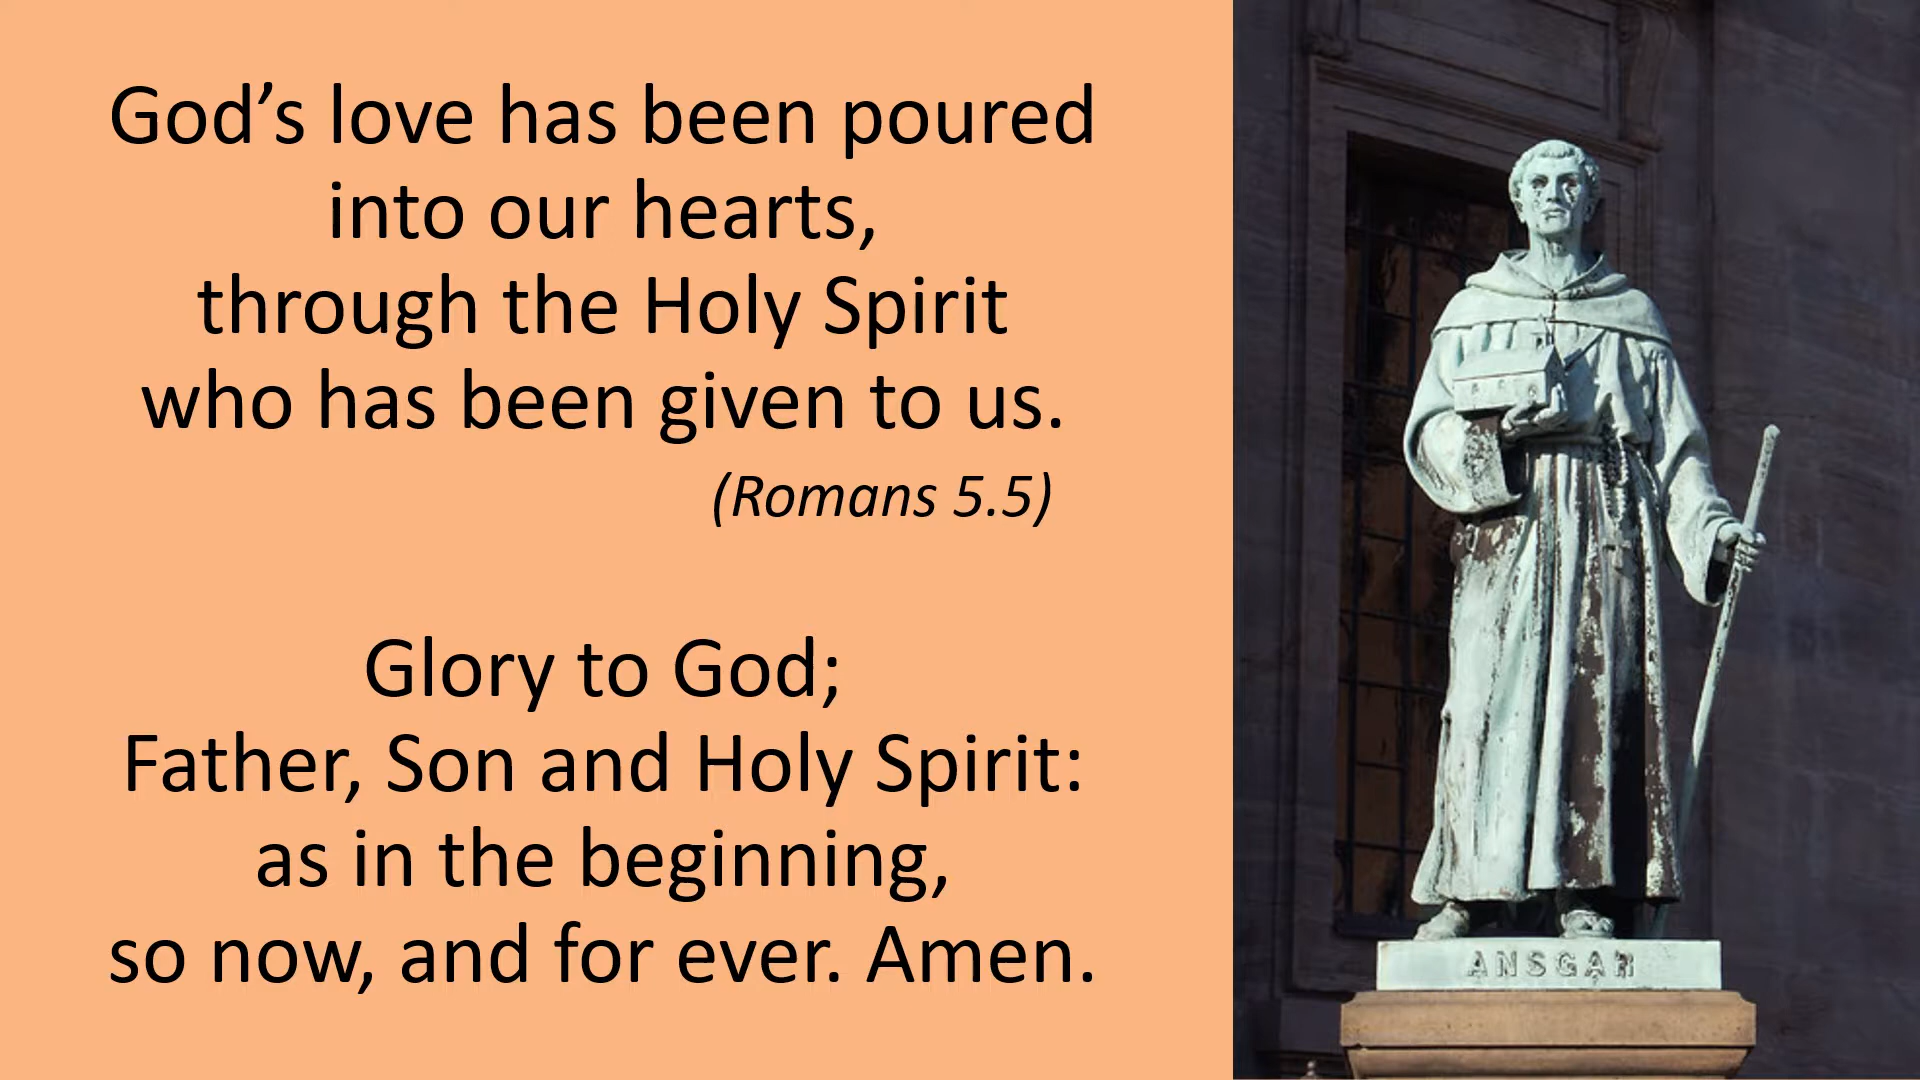 God’s love has been poured
into our hearts,
through the Holy Spirit
who has been given to us.
(Romans 5.5)
Glory to God;
Father, Son and Holy Spirit:
as in the beginning,
so now, and for ever. Amen.
ANSGAR